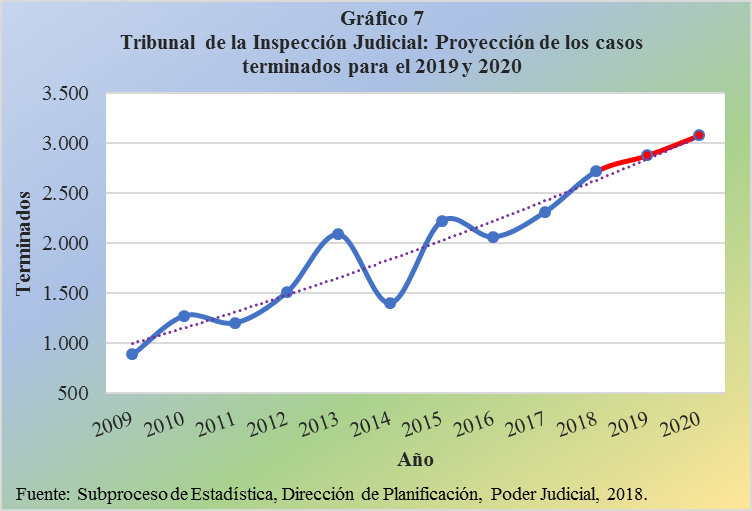 Gráfico 7
Tribunal de la Inspección Judicial: Proyección de los casos
terminados para el 2019 y 2020
3.500
3.000
2.500
2.000
1.500
1.000
500
Terminados
2009 2010 2011 2012 2013 2014 2015 2016 2017 2018 2019 2020
Año
Fuente: Subproceso de Estadística, Dirección de Planificación, Poder Judicial, 2018.